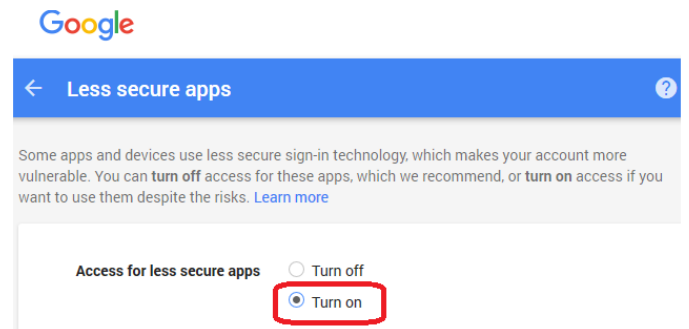 Google
Less secure apps
?
Some apps and devices use less secure sign-in technology, which makes your account more
vulnerable. You can turn off access for these apps, which we recommend, or turn on access if you
want to use them despite the risks. Learn more
Access for less secure apps
Turn off
Turn on